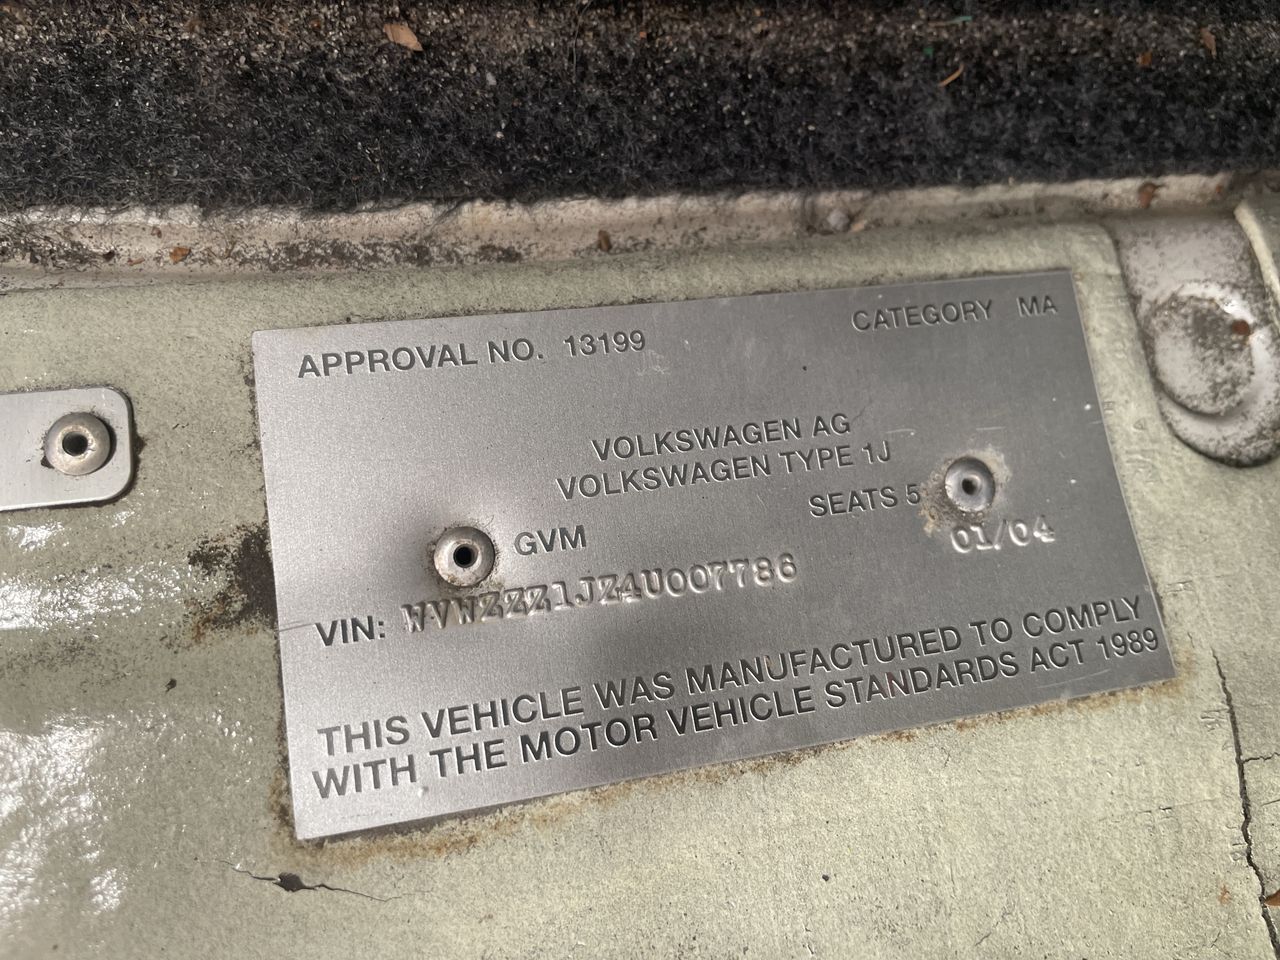 APPROVAL NO. 13199
CATEGORY MA
VOLKSWAGEN AG
VOLKSWAGEN TYPE 1J
SEATS 5
GVM
01/04
VIN: WVWZZZ1JZ4U007786
THIS VEHICLE WAS MANUFACTURED TO COMPLY
WITH THE MOTOR VEHICLE STANDARDS ACT 1989